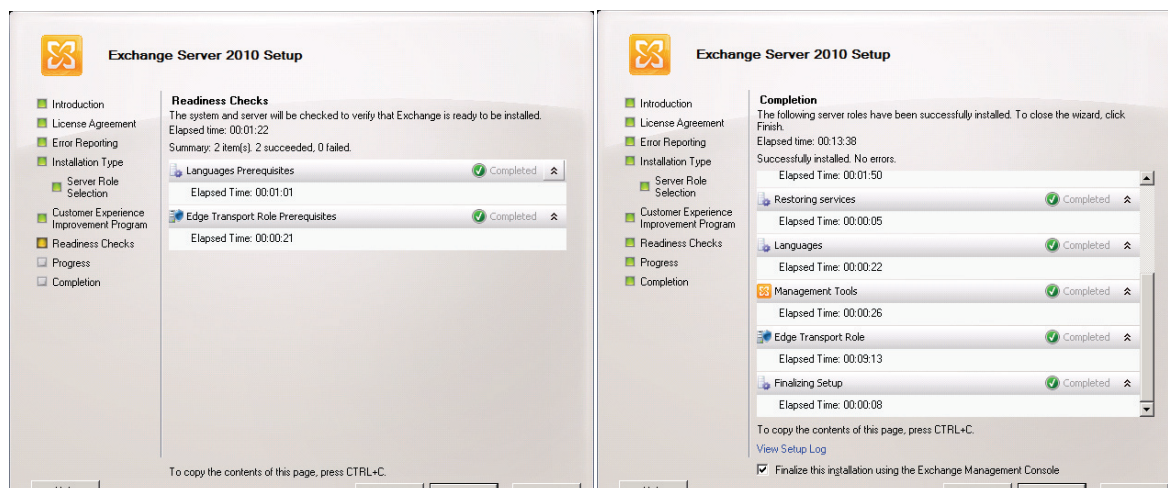 Exchange Server 2010 Setup
Introduction
License Agreement
Error Reporting
Installation Type
Server Role
Selection
Customer Experience
Improvement Program
Readiness Checks
Progress
Completion
Readiness Checks
The system and server will be checked to verify that Exchange is ready to be installed.
Elapsed time: 00:01:22
Summary: 2 item(s). 2 succeeded, 0 failed.
Languages Prerequisites Completed
Elapsed Time: 00:01:01
Edge Transport Role Prerequisites Completed
Elapsed Time: 00:00:21
To copy the contents of this page, press CTRL+C.
Exchange Server 2010 Setup
Introduction
License Agreement
Error Reporting
Installation Type
Server Role
Selection
Customer Experience
Improvement Program
Readiness Checks
Progress
Completion
Completion
The following server roles have been successfully installed. To close the wizard, click
Finish.
Elapsed time: 00:13:38
Successfully installed. No errors.
Elapsed Time: 00:01:50
Restoring services Completed
Elapsed Time: 00:00:05
Languages Completed
Elapsed Time: 00:00:22
Management Tools Completed
Elapsed Time: 00:00:26
Edge Transport Role Completed
Elapsed Time: 00:09:13
Finalizing Setup Completed
Elapsed Time: 00:00:08
To copy the contents of this page, press CTRL+C.
View Setup Log
Finalize this installation using the Exchange Management Console